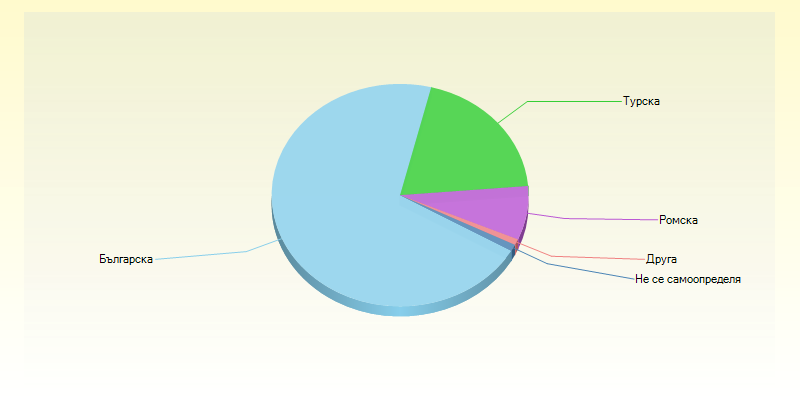 Турска
Ромска
Българска
Друга
Не се самоопределя